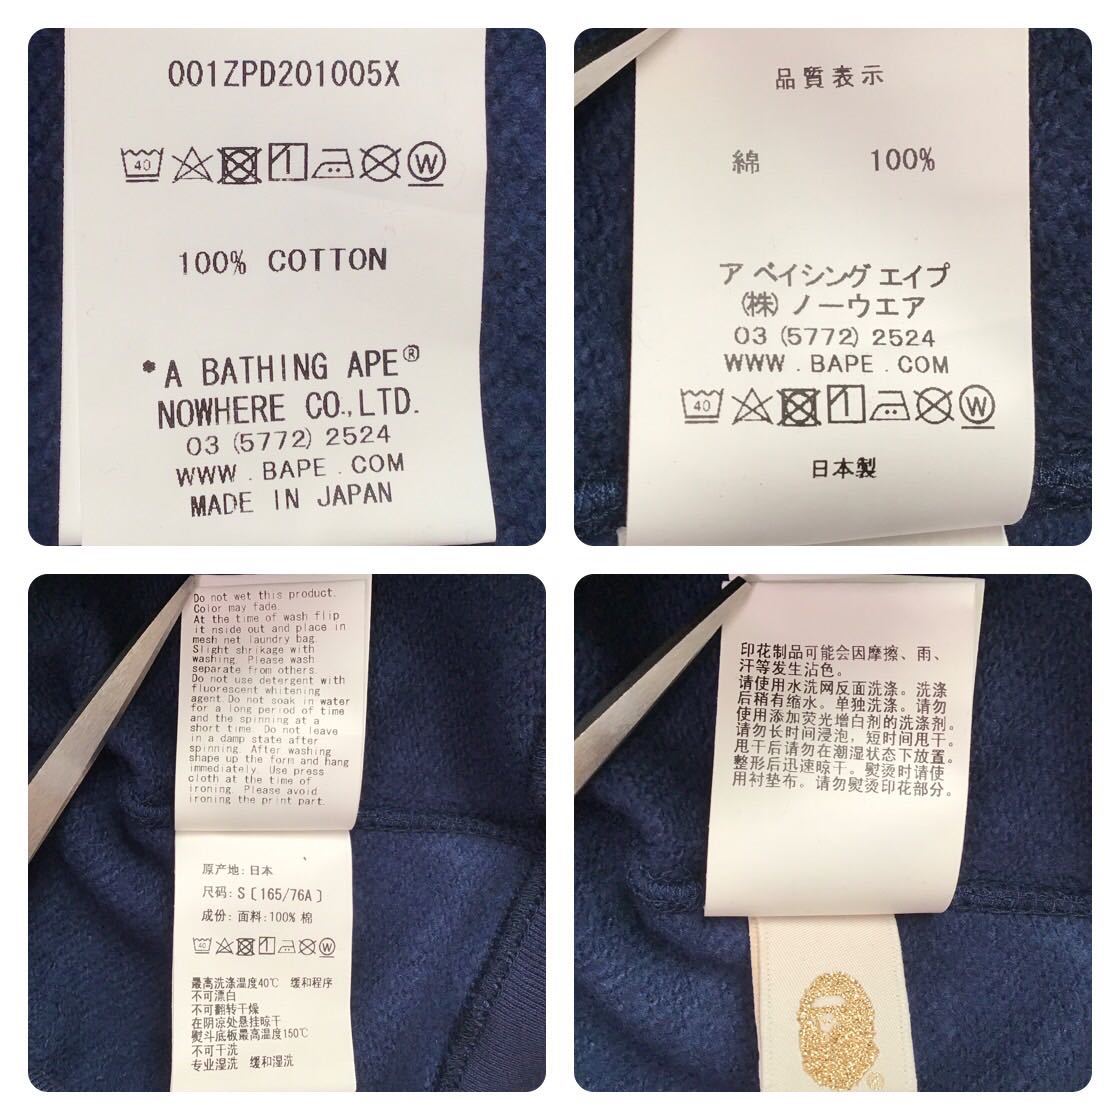 001ZPD201005X
40 W
100% COTTON
*A BATHING APE®
NOWHERE CO.,LTD.
03 (5772) 2524
WWW . BAPE . COM
MADE IN JAPAN
品質表示
綿 100%
ア ベイシング エイプ
(株) ノーウエア
03 (5772) 2524
WWW . BAPE . COM
40 W
日本製
Do not wet this product.
Color may fade.
At the time of wash flip
it nside out and place in
mesh net laundry bag.
Slight shrikage with
washing. Please wash
separate from others.
Do not use detergent with
fluorescent whitening
agent.Do not soak in water
for a long period of time
and the spinning at a
short time. Do not leave
in a damp state after
spinning. After washing
shape up the form and hang
immediately. Use press
cloth at the time of
ironing. Please avoid
ironing the print part.
原产地: 日本
尺码: S〔165/76A〕
成份: 面料:100% 棉
40 W
最高洗涤温度40℃ 缓和程序
不可漂白
不可翻转干燥
在阴凉处悬挂晾干
熨斗底板最高温度150℃
不可干洗
专业湿洗 缓和湿洗
印花制品可能会因摩擦、雨、
汗等发生沾色。
请使用水洗网反面洗涤。洗涤
后稍有缩水。单独洗涤。请勿
使用添加荧光增白剂的洗涤剂。
请勿长时间浸泡，短时间甩干。
甩干后请勿在潮湿状态下放置。
整形后迅速晾干。熨烫时请使
用衬垫布。请勿熨烫印花部分。
®